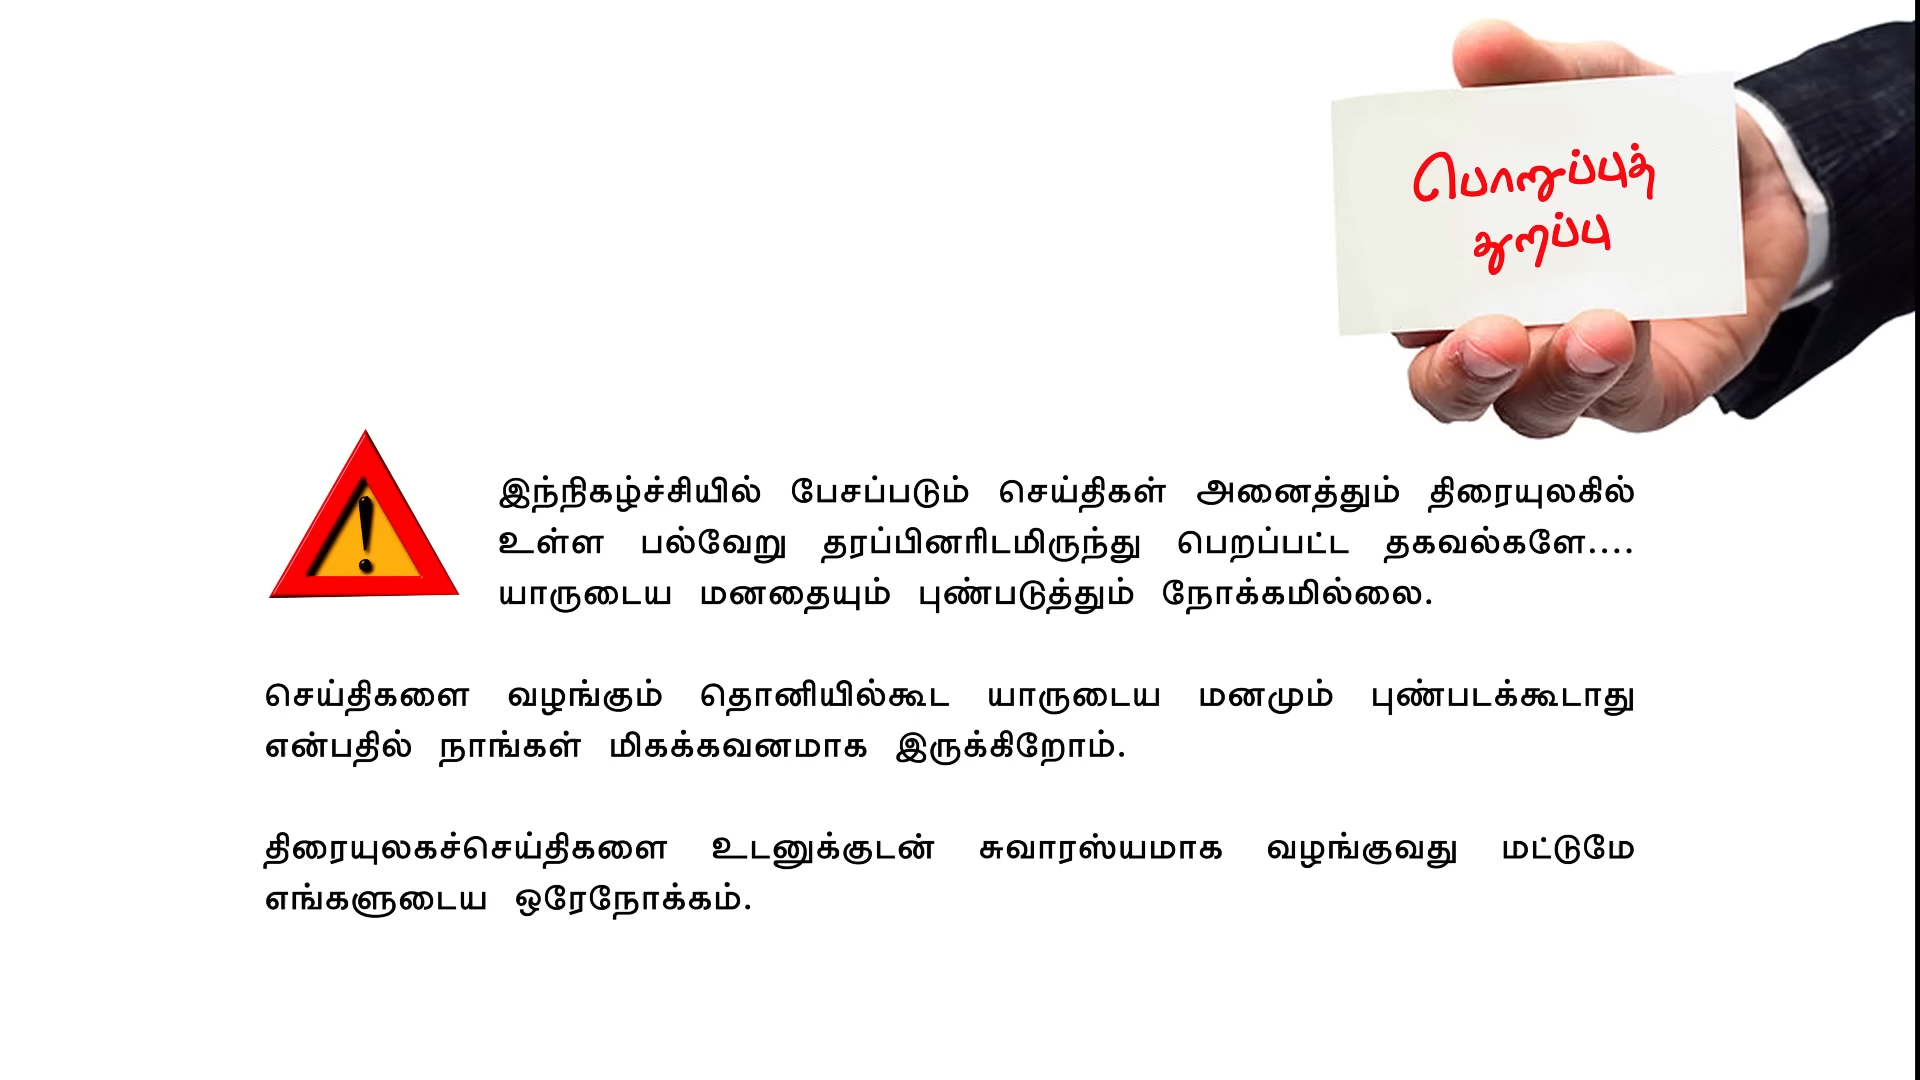 பொறுப்புத்
துறப்பு
இந்நிகழ்ச்சியில் பேசப்படும் செய்திகள் அனைத்தும் திரையுலகில்
உள்ள பல்வேறு தரப்பினரிடமிருந்து பெறப்பட்ட தகவல்களே....
யாருடைய மனதையும் புண்படுத்தும் நோக்கமில்லை.
செய்திகளை வழங்கும் தொனியில்கூட யாருடைய மனமும் புண்படக்கூடாது
என்பதில் நாங்கள் மிகக்கவனமாக இருக்கிறோம்.
திரையுலகச்செய்திகளை உடனுக்குடன் சுவாரஸ்யமாக வழங்குவது மட்டுமே
எங்களுடைய ஒரேநோக்கம்.